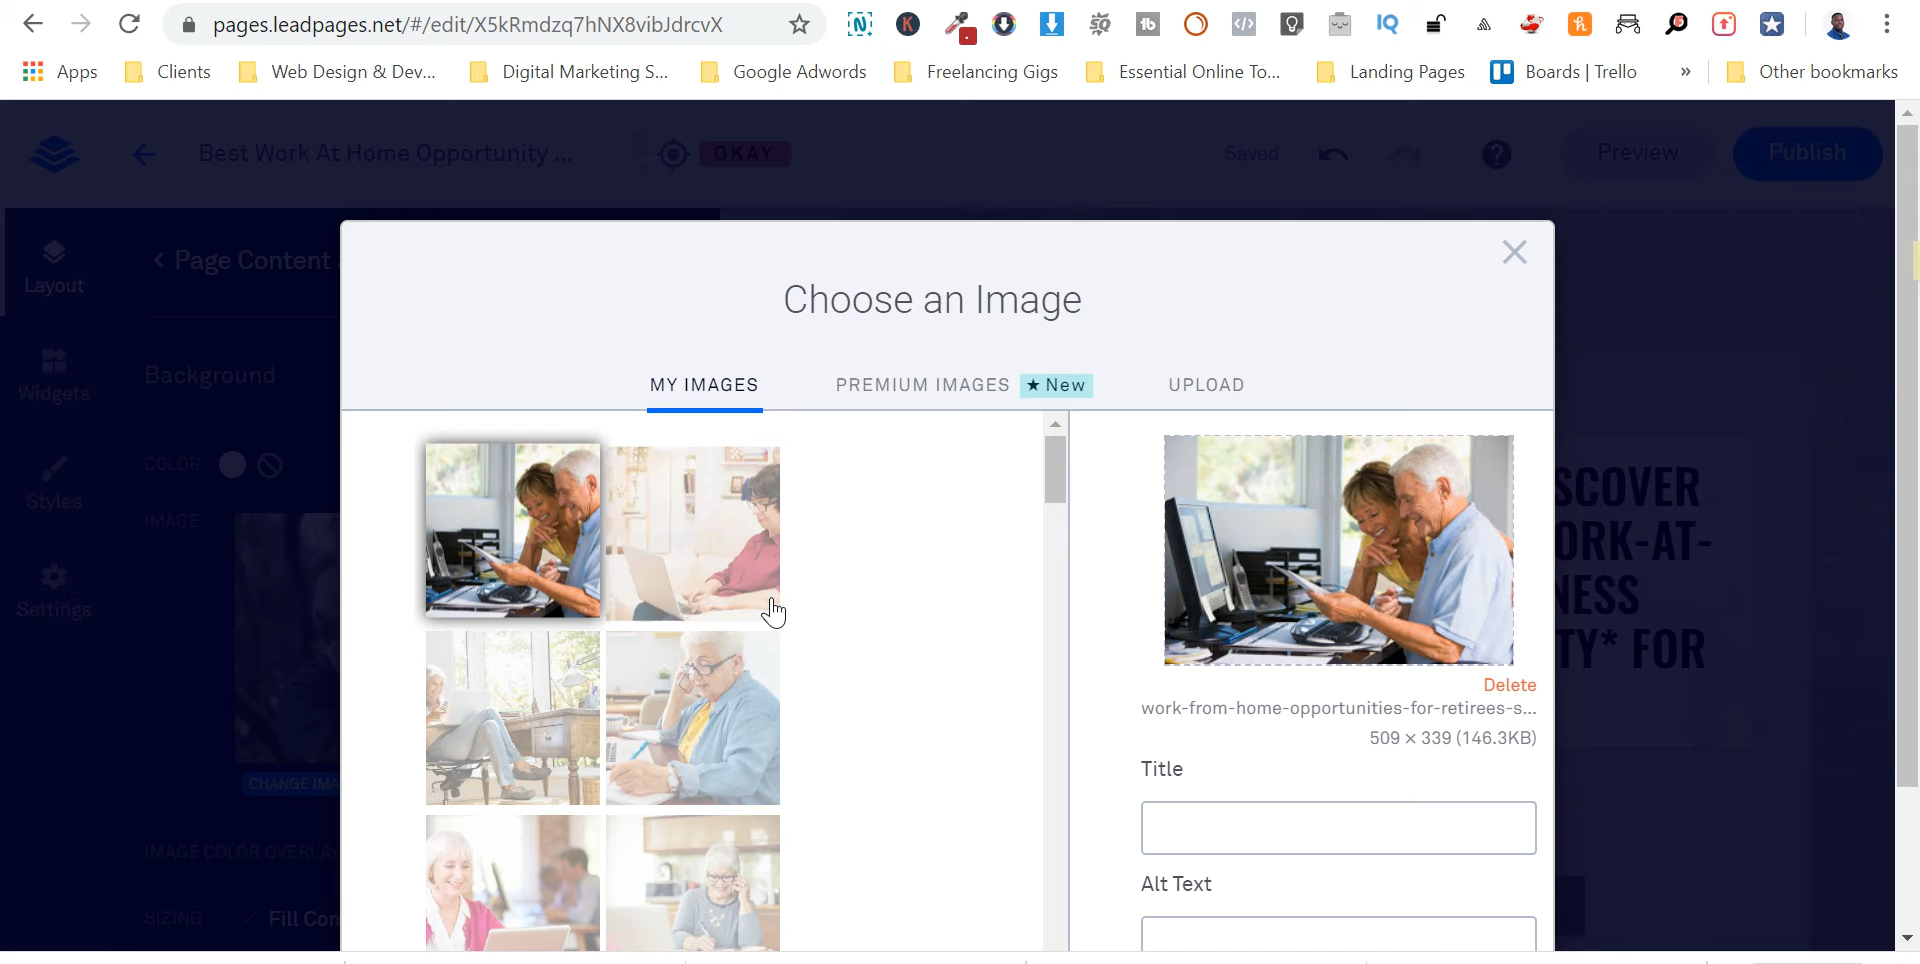 pages.leadpages.net/#/edit/X5kRmdzq7hNX8vibJdrcvX
Apps
Clients
Web Design & Dev...
Digital Marketing S...
Google Adwords
Freelancing Gigs
Essential Online To...
Landing Pages
Boards | Trello
»
Other bookmarks
Best Work At Home Opportunity ...
OKAY
Saved
Preview
Publish
Layout
Widgets
Styles
Settings
Page Content
Background
COLOR
IMAGE
CHANGE IMA
IMAGE COLOR OVERLAY
SIZING
Fill Con
Choose an Image
MY IMAGES
PREMIUM IMAGES
★ New
UPLOAD
Delete
work-from-home-opportunities-for-retirees-s...
509 × 339 (146.3KB)
Title
Alt Text
SCOVER
ORK-AT-
NESS
TY* FOR